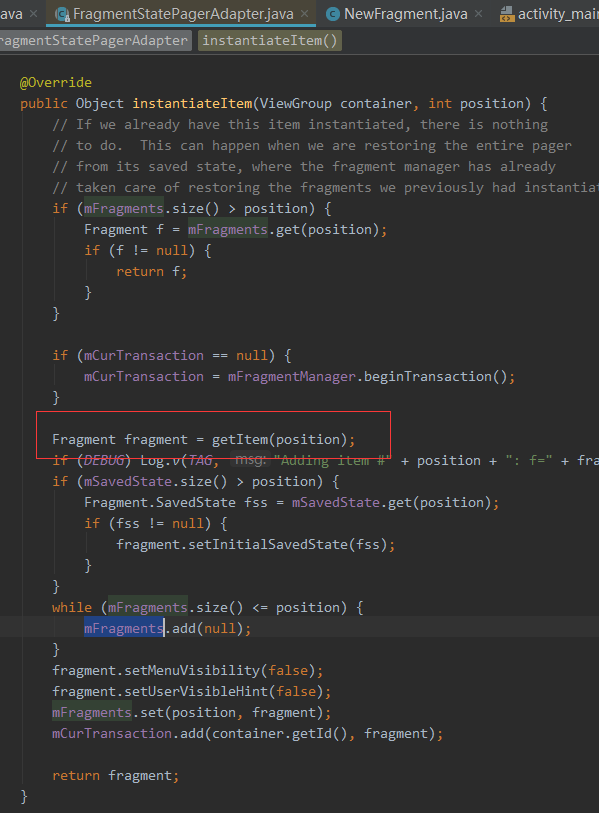 ava × FragmentStatePagerAdapter.java × NewFragment.java × activity_main
ragmentStatePagerAdapter instantiateItem()
@Override
public Object instantiateItem(ViewGroup container, int position) {
// If we already have this item instantiated, there is nothing
// to do.  This can happen when we are restoring the entire pager
// from its saved state, where the fragment manager has already
// taken care of restoring the fragments we previously had instantiat
if (mFragments.size() > position) {
Fragment f = mFragments.get(position);
if (f != null) {
return f;
}
}
if (mCurTransaction == null) {
mCurTransaction = mFragmentManager.beginTransaction();
}
Fragment fragment = getItem(position);
if (DEBUG) Log.v(TAG, msg: "Adding item #" + position + ": f=" + fra
if (mSavedState.size() > position) {
Fragment.SavedState fss = mSavedState.get(position);
if (fss != null) {
fragment.setInitialSavedState(fss);
}
}
while (mFragments.size() <= position) {
mFragments.add(null);
}
fragment.setMenuVisibility(false);
fragment.setUserVisibleHint(false);
mFragments.set(position, fragment);
mCurTransaction.add(container.getId(), fragment);
return fragment;
}